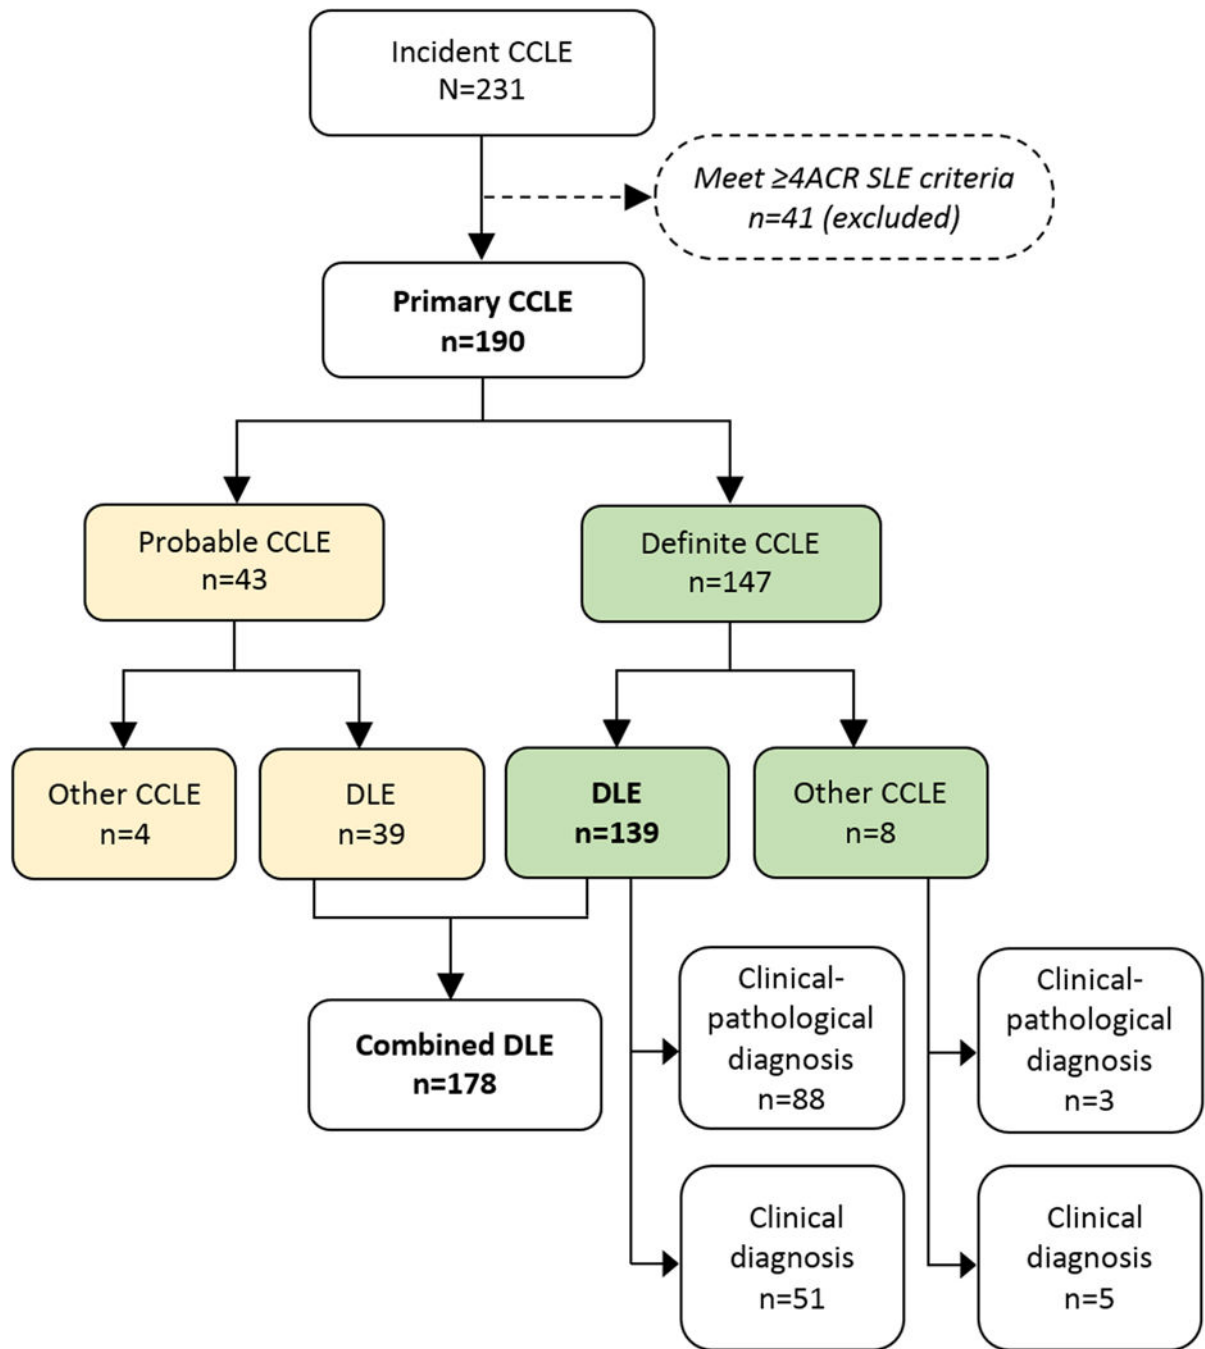 Incident CCLE
N=231
Meet ≥4ACR SLE criteria
n=41 (excluded)
Primary CCLE
n=190
Probable CCLE
n=43
Definite CCLE
n=147
Other CCLE
n=4
DLE
n=39
DLE
n=139
Other CCLE
n=8
Combined DLE
n=178
Clinical-
pathological
diagnosis
n=88
Clinical-
pathological
diagnosis
n=3
Clinical
diagnosis
n=51
Clinical
diagnosis
n=5